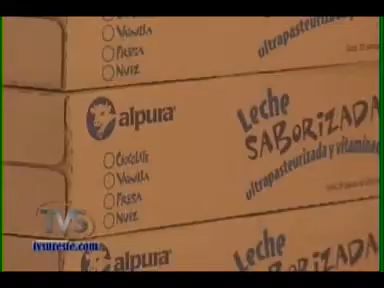 VAINILLA
FRESA
NUEZ
ultrapasteurizada y vitamina
alpura
Leche
SABORIZADA
CHOCOLATE
VAINILLA
FRESA
NUEZ
ultrapasteurizada y vitamina
TVS
tvsureste.com
alpura
Leche
SABORIZADA